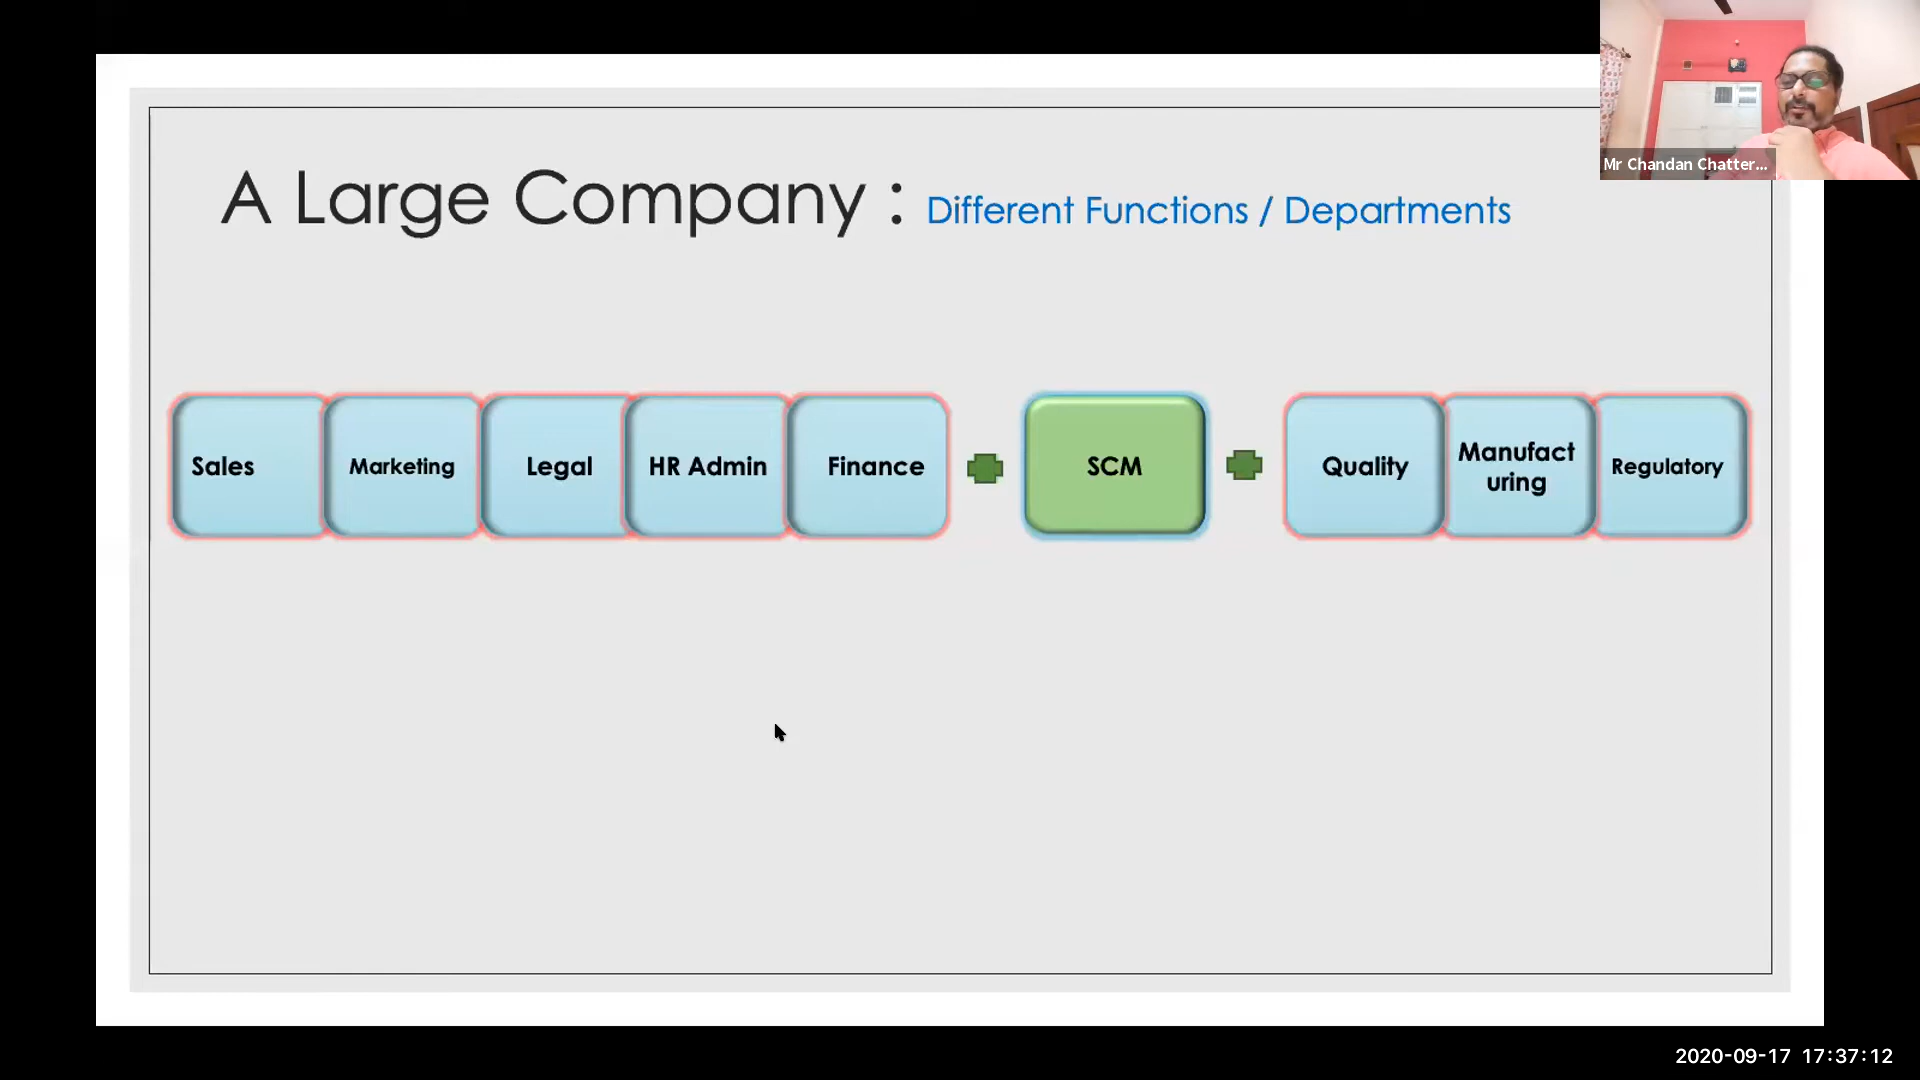 A Large Company : Different Functions / Departments
Mr Chandan Chatter...
Sales
Marketing
Legal
HR Admin
Finance
SCM
Quality
Manufact
uring
Regulatory
2020-09-17 17:37:12